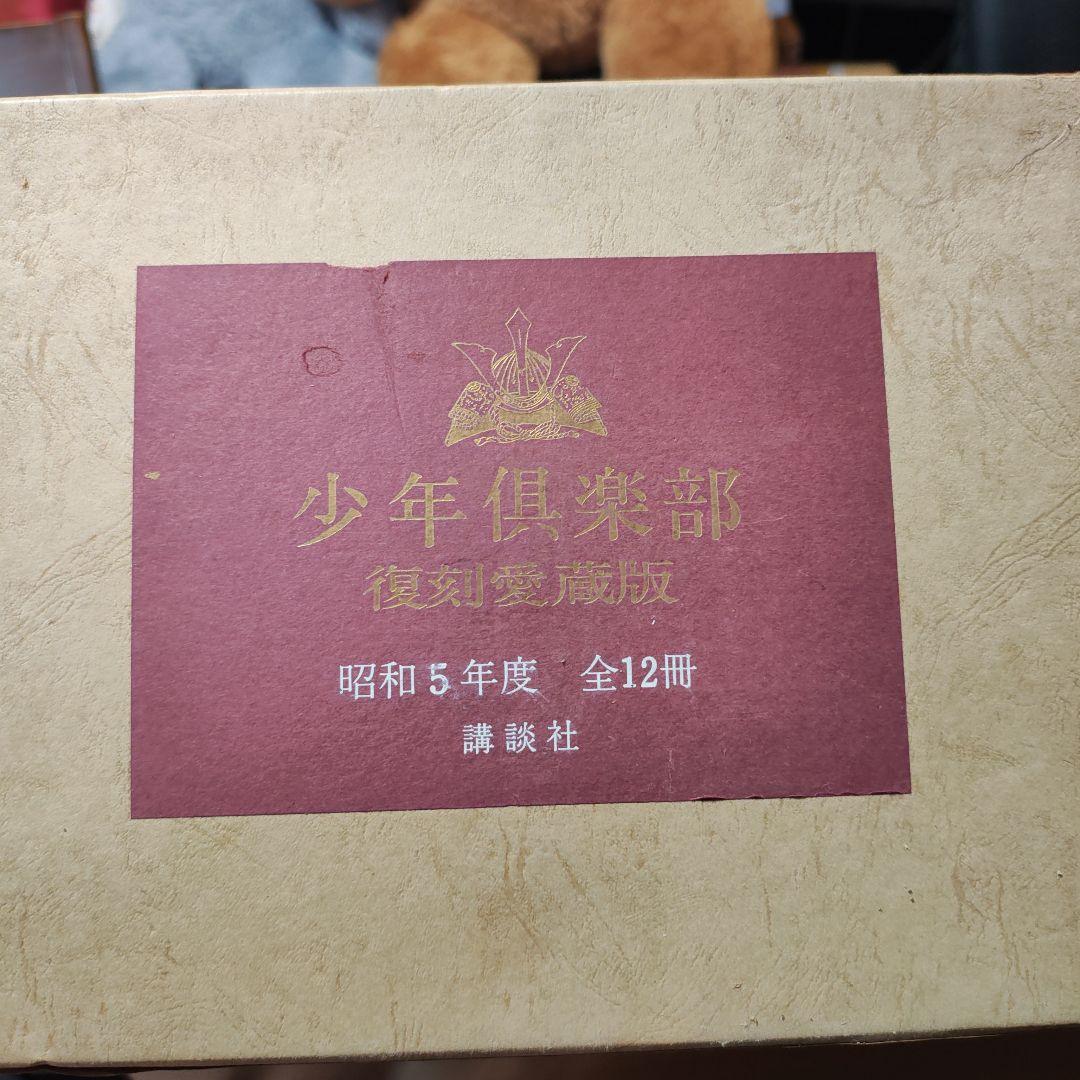 少年倶楽部
復刻愛蔵版
昭和5年度 全12冊
講談社